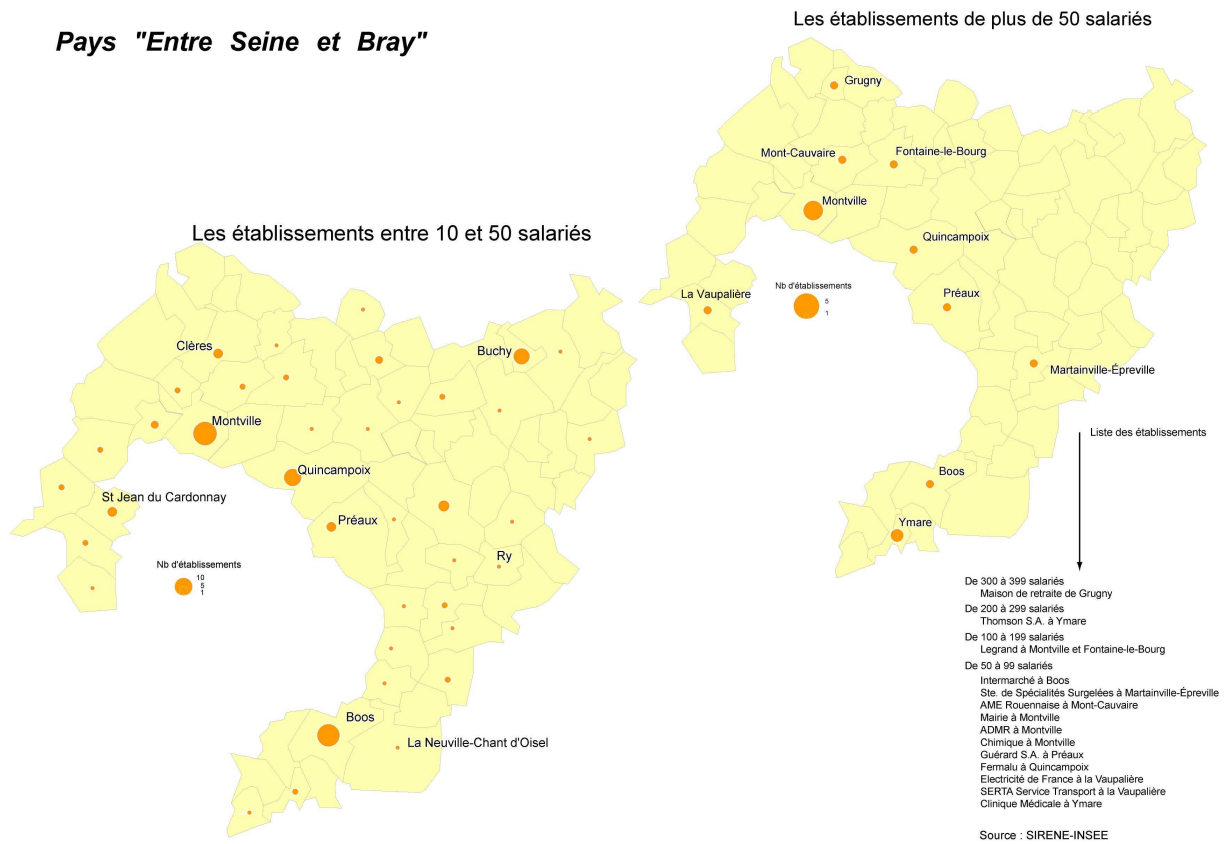 Pays "Entre Seine et Bray"
Les établissements de plus de 50 salariés
Grugny
Mont-Cauvaire
Fontaine-le-Bourg
Montville
Quincampoix
La Vaupalière
Nb d'établissements
5
1
Préaux
Martainville-Épreville
Boos
Ymare
Liste des établissements
De 300 à 399 salariés
Maison de retraite de Grugny
De 200 à 299 salariés
Thomson S.A. à Ymare
De 100 à 199 salariés
Legrand à Montville et Fontaine-le-Bourg
De 50 à 99 salariés
Intermarché à Boos
Ste. de Spécialités Surgelées à Martainville-Épreville
AME Rouennaise à Mont-Cauvaire
Mairie à Montville
ADMR à Montville
Chimique à Montville
Guérard S.A. à Préaux
Fermalu à Quincampoix
Electricité de France à la Vaupalière
SERTA Service Transport à la Vaupalière
Clinique Médicale à Ymare
Source : SIRENE-INSEE
Les établissements entre 10 et 50 salariés
Clères
Buchy
Montville
Quincampoix
St Jean du Cardonnay
Préaux
Ry
Nb d'établissements
10
5
1
Boos
La Neuville-Chant d'Oisel